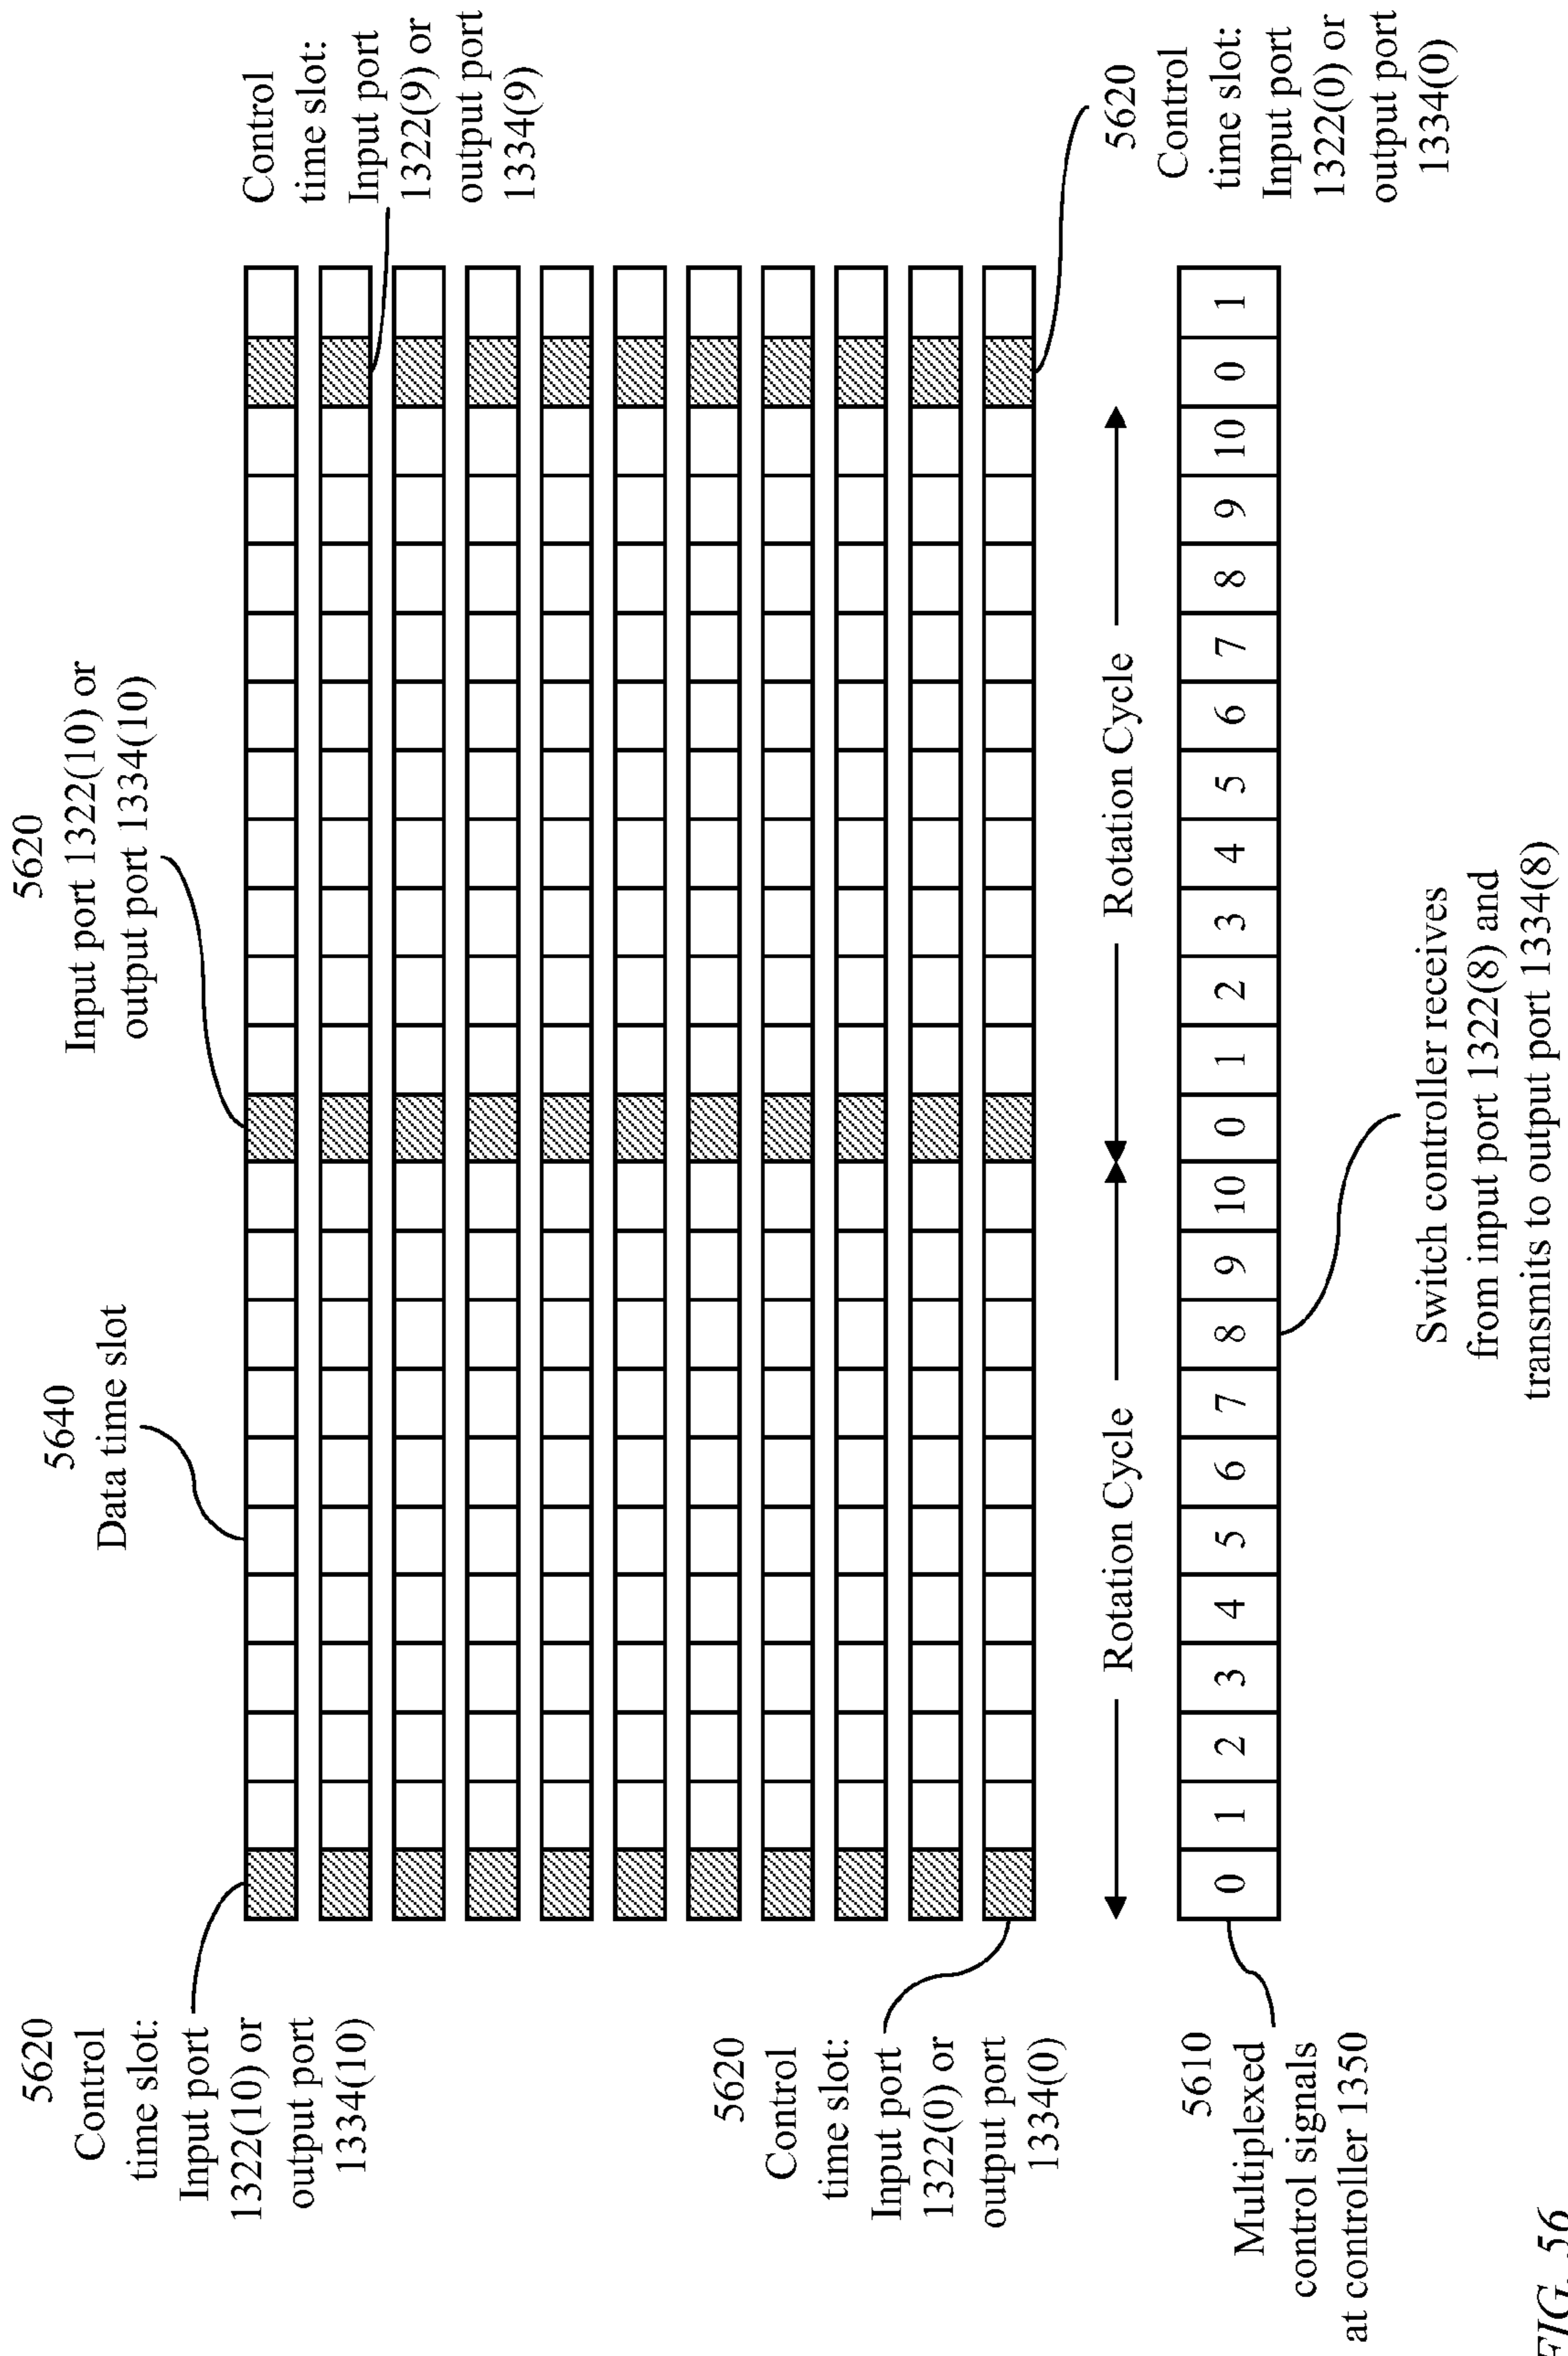 5620
Control
time slot:
Input port
1322(10) or
output port
1334(10)
5640
Data time slot
5620
Input port 1322(10) or
output port 1334(10)
Control
time slot:
Input port
1322(9) or
output port
1334(9)
5620
Control
time slot:
Input port
1322(0) or
output port
1334(0)
Rotation Cycle
Rotation Cycle
5620
Control
time slot:
Input port
1322(0) or
output port
1334(0)
5610
Multiplexed
control signals
at controller 1350
0 1 2 3 4 5 6 7 8 9 10 0 1 2 3 4 5 6 7 8 9 10 0 1
Switch controller receives
from input port 1322(8) and
transmits to output port 1334(8)
FIG. 56